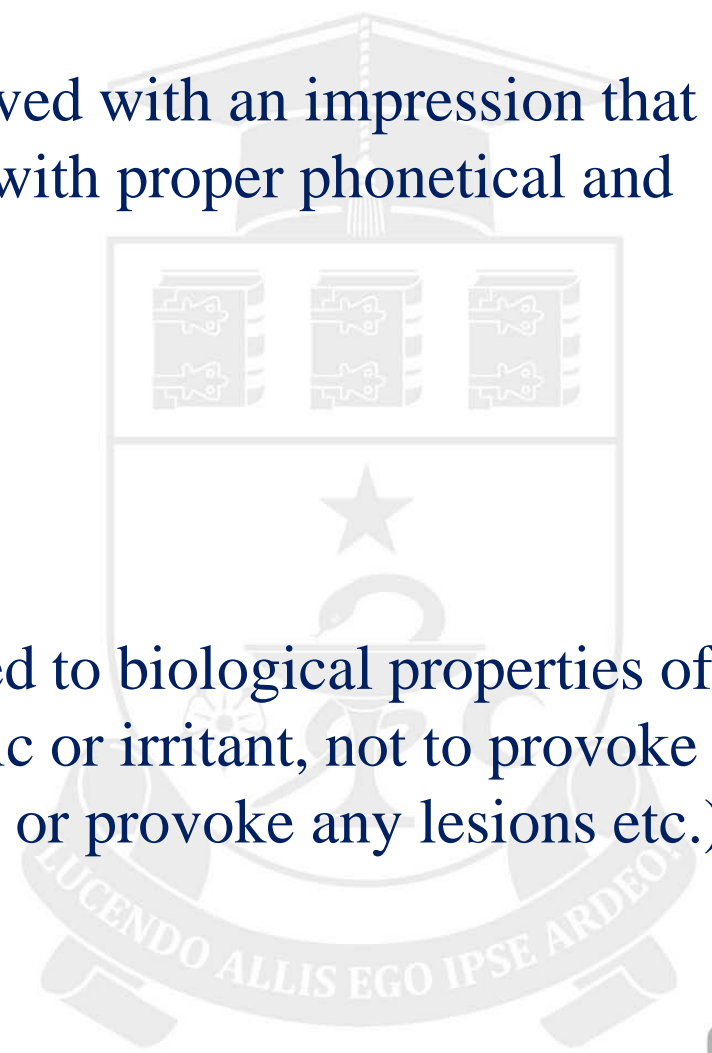 ved with an impression that
with proper phonetical and
ed to biological properties of
ic or irritant, not to provoke
or provoke any lesions etc.)
LUCENDO ALLIS EGO IPSE ARDEO